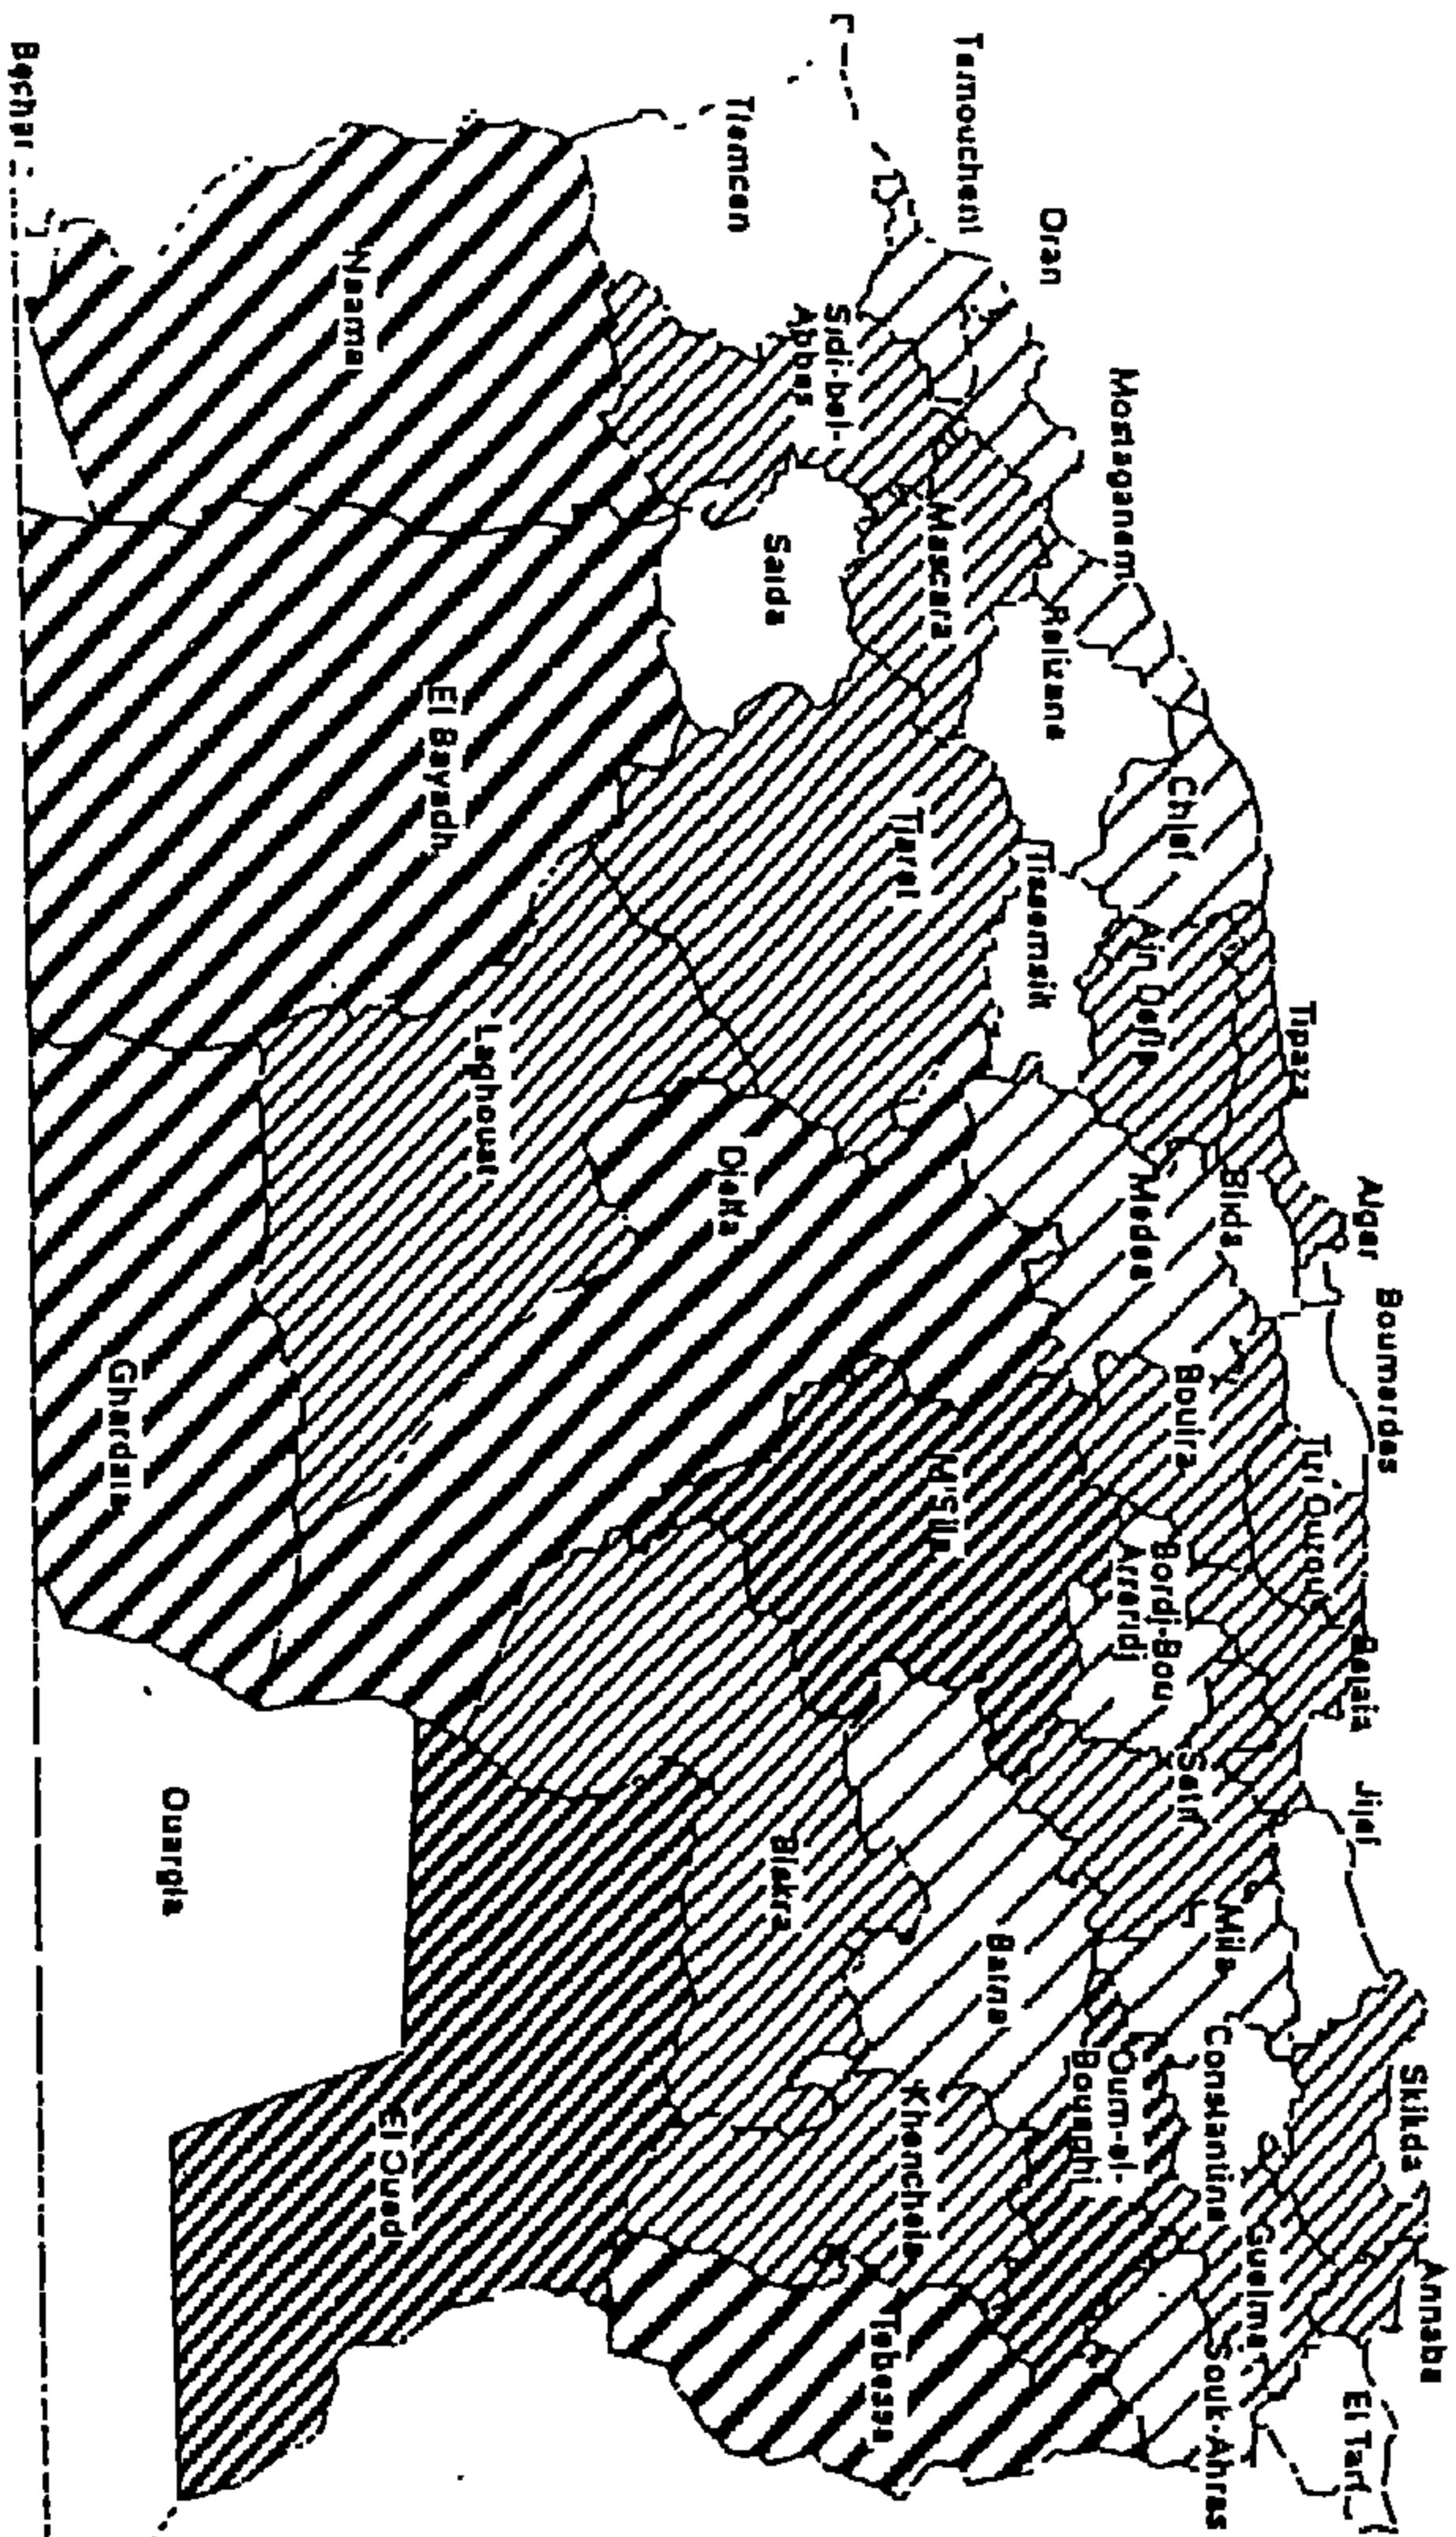 Temouchent
Oran
Mostaganem
Tlemcen
Sidi-bel-
Abbes
Mascara
Relizane
Saida
Chlef
Tiaret
Tissemsilt
Ain Defla
Tipaza
Alger
Boumerdes
Blida
Medea
Bouira
Tizi Ouzou
Bejaia
Jijel
Skikda
Annaba
El Tarf
Bordj-Bou
Arreridj
Setif
Mila
Constantine
Guelma
Souk-Ahras
Oum-el-
Bouaghi
M'Sila
Batna
Khenchela
Tebessa
Biskra
Djelfa
Laghouat
El Bayadh
Naama
Bechar
Ghardaia
Ouargla
El Oued